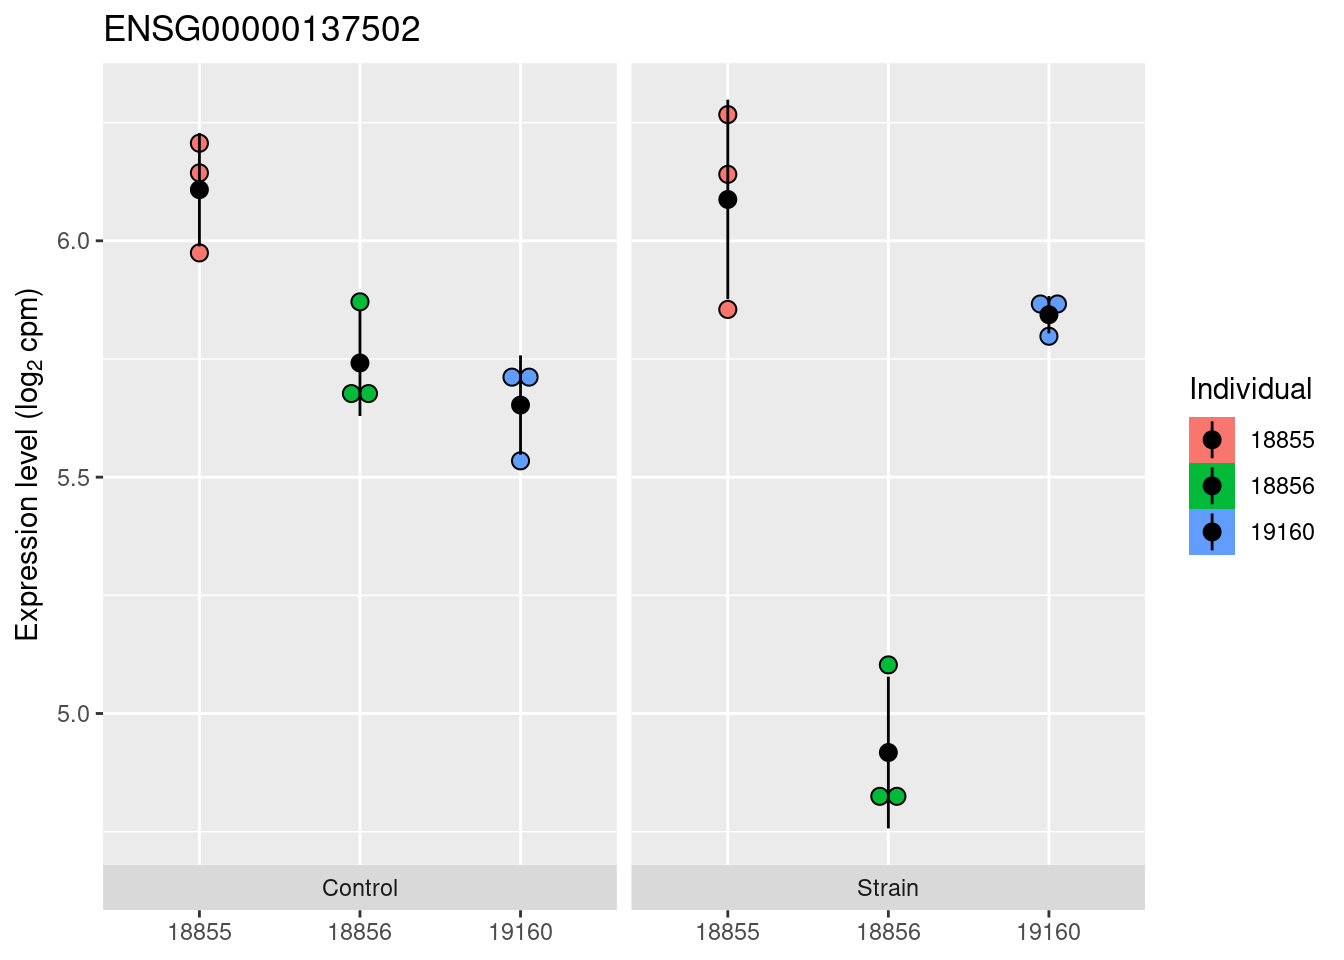 ENSG00000137502
Expression level (log₂ cpm)
6.0
5.5
5.0
Control
Strain
18855
18856
19160
18855
18856
19160
Individual
18855
18856
19160